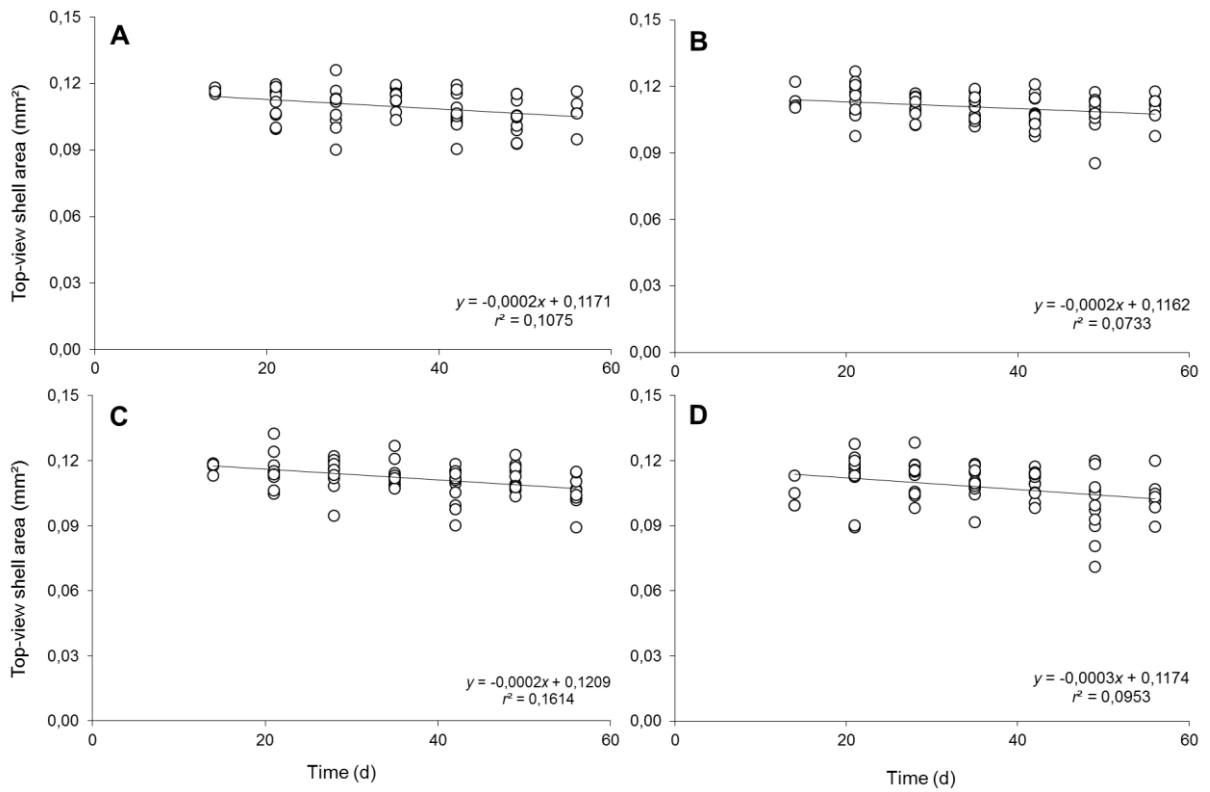 A
Top-view shell area (mm²)
0,15
0,12
0,09
0,06
0,03
0,00
y = -0,0002x + 0,1171
r² = 0,1075
0 20 40 60
B
0,15
0,12
0,09
0,06
0,03
0,00
y = -0,0002x + 0,1162
r² = 0,0733
0 20 40 60
C
Top-view shell area (mm²)
0,15
0,12
0,09
0,06
0,03
0,00
y = -0,0002x + 0,1209
r² = 0,1614
0 20 40 60
Time (d)
D
0,15
0,12
0,09
0,06
0,03
0,00
y = -0,0003x + 0,1174
r² = 0,0953
0 20 40 60
Time (d)